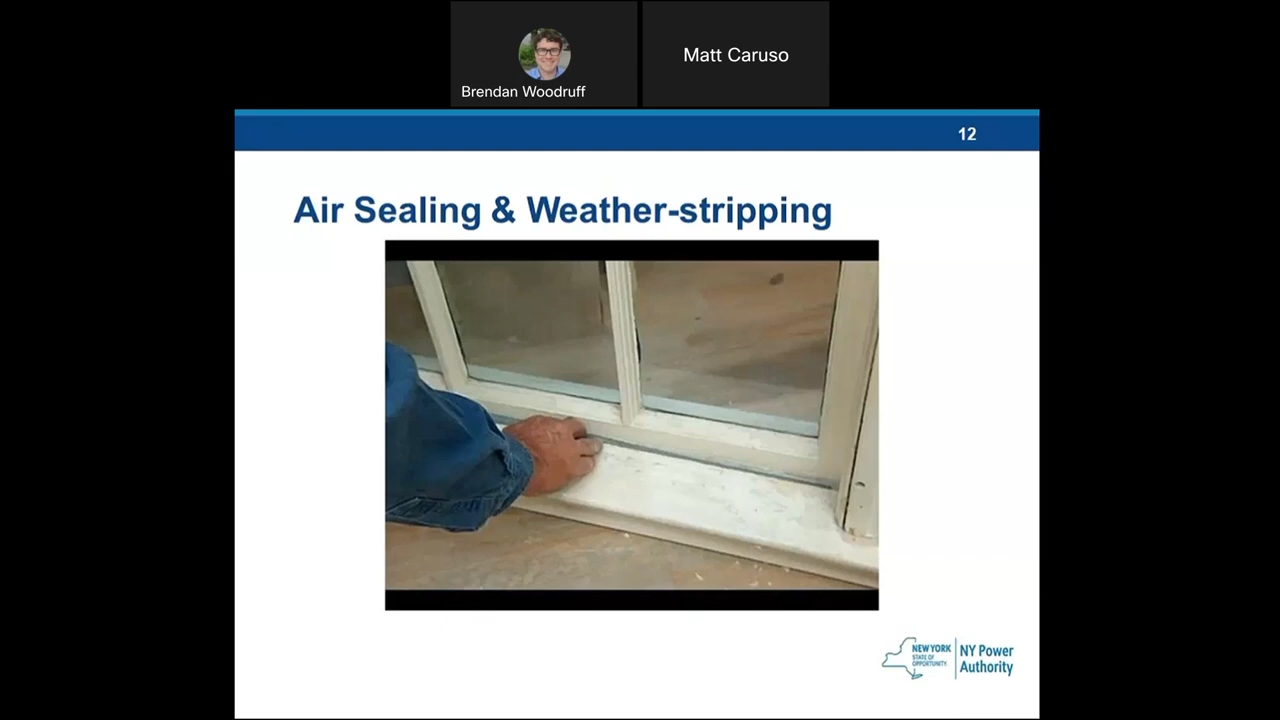 Brendan Woodruff
Matt Caruso
12
Air Sealing & Weather-stripping
NEW YORK
STATE OF
OPPORTUNITY.
NY Power
Authority